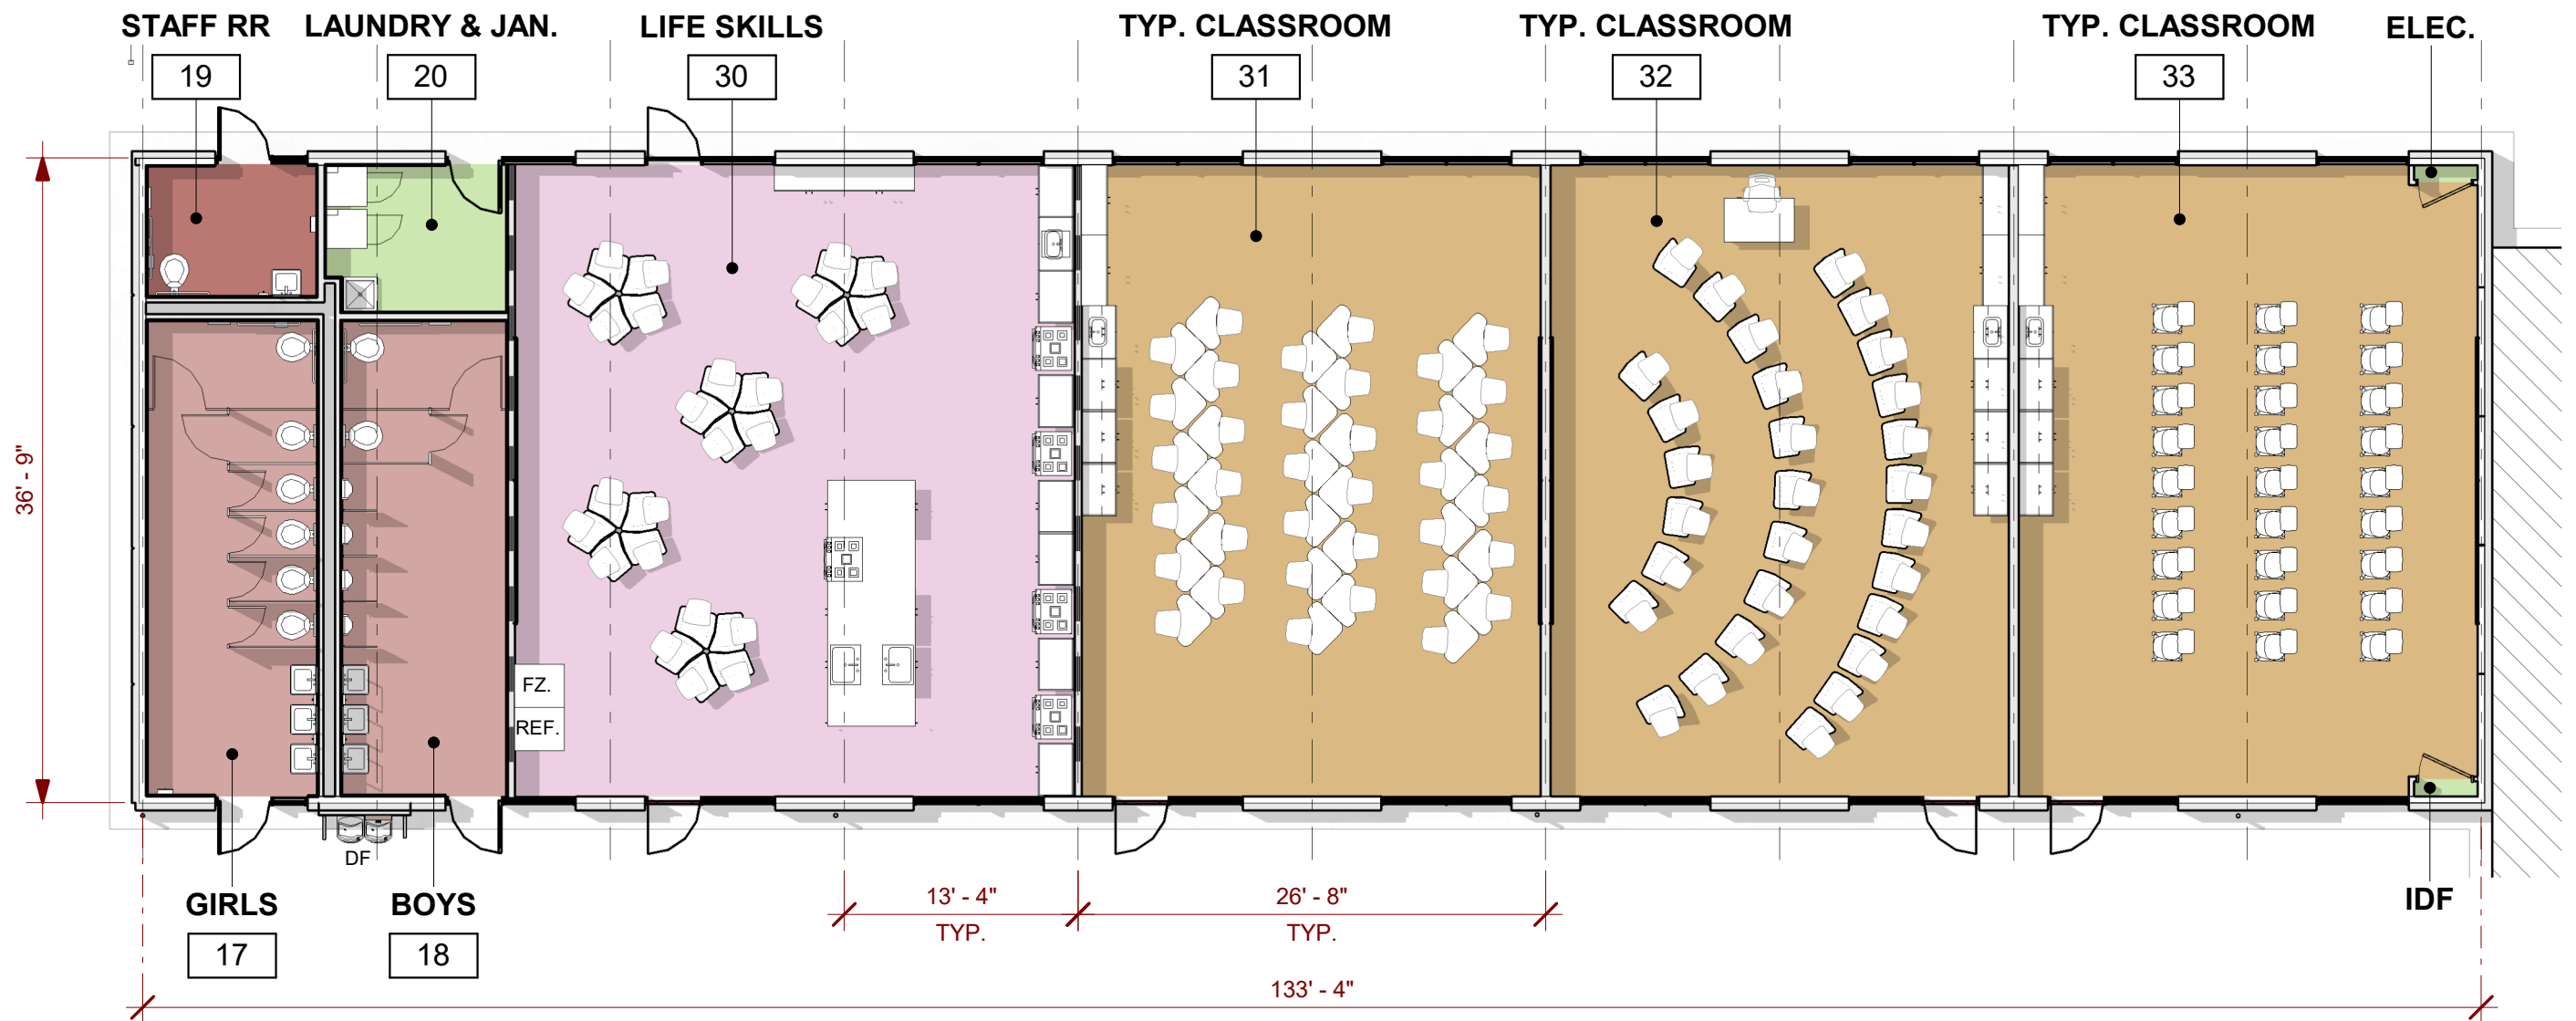 STAFF RR
LAUNDRY & JAN.
LIFE SKILLS
TYP. CLASSROOM
TYP. CLASSROOM
TYP. CLASSROOM
ELEC.
19
20
30
31
32
33
36' - 9"
FZ.
REF.
DF
GIRLS
17
BOYS
18
13' - 4"
TYP.
26' - 8"
TYP.
IDF
133' - 4"